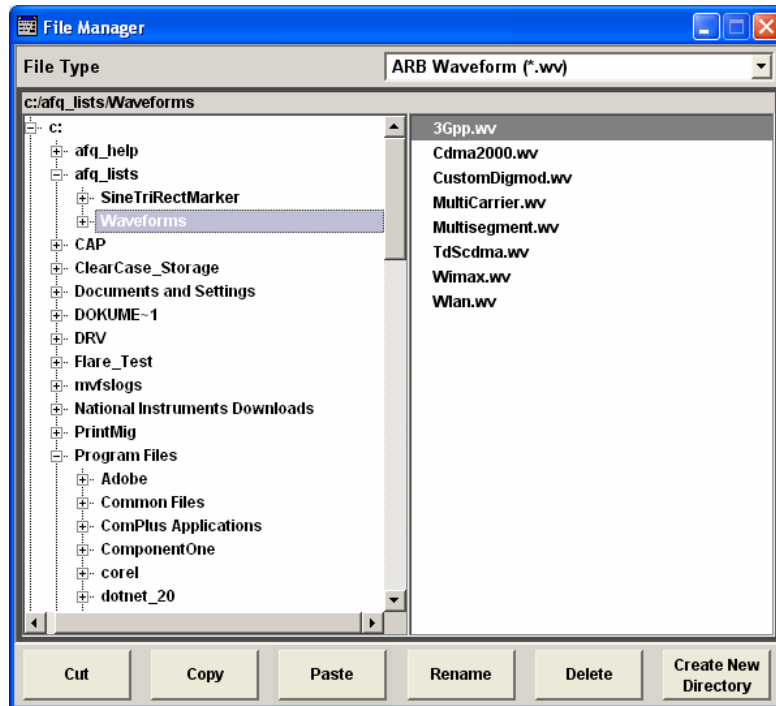 File Manager
File Type
ARB Waveform (*.wv)
c:/afq_lists/Waveforms
c:
afq_help
afq_lists
SineTriRectMarker
Waveforms
CAP
ClearCase_Storage
Documents and Settings
DOKUME~1
DRV
Flare_Test
mvfslogs
National Instruments Downloads
PrintMig
Program Files
Adobe
Common Files
ComPlus Applications
ComponentOne
corel
dotnet_20
3Gpp.wv
Cdma2000.wv
CustomDigmod.wv
MultiCarrier.wv
Multisegment.wv
TdScdma.wv
Wimax.wv
Wlan.wv
Cut
Copy
Paste
Rename
Delete
Create New
Directory